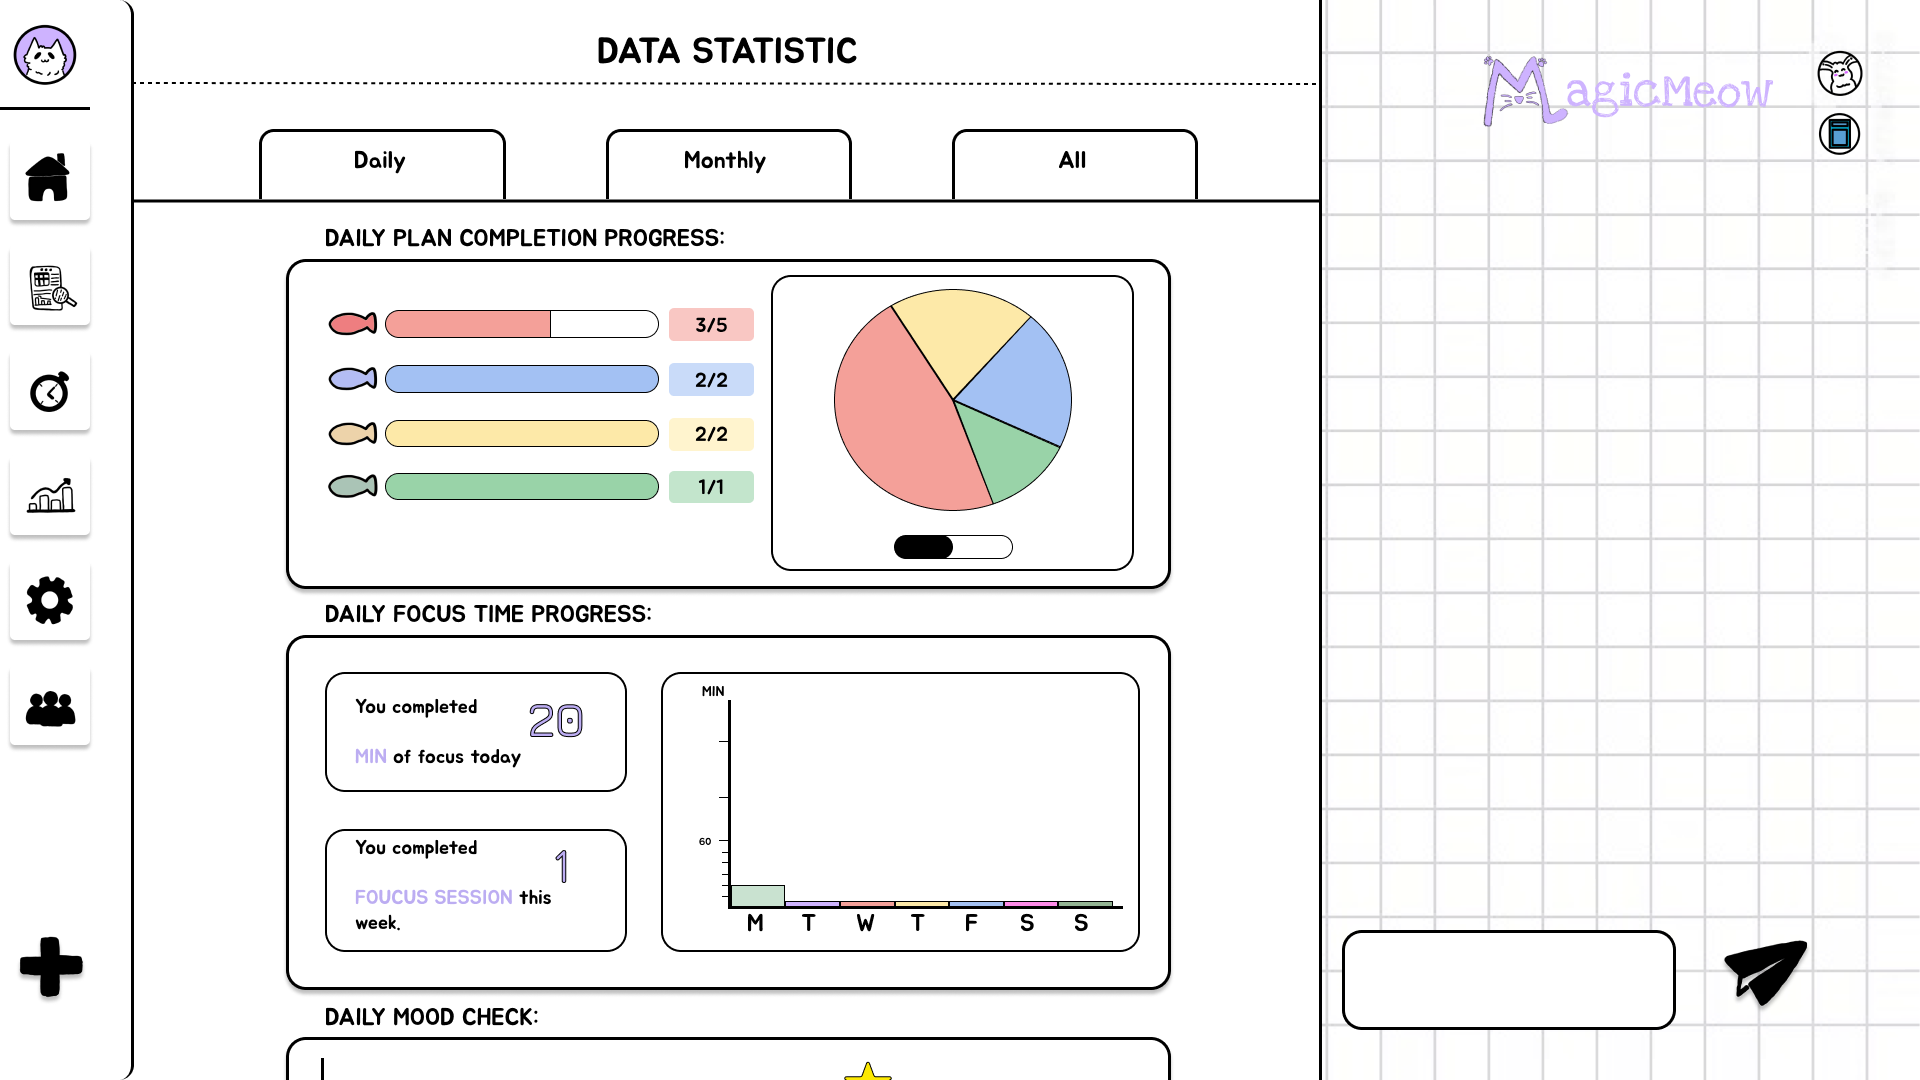 DATA STATISTIC
MagicMeow
Daily
Monthly
All
DAILY PLAN COMPLETION PROGRESS:
3/5
2/2
2/2
1/1
DAILY FOCUS TIME PROGRESS:
You completed
20
MIN of focus today
You completed
1
FOUCUS SESSION this
week.
MIN
60
M T W T F S S
DAILY MOOD CHECK: